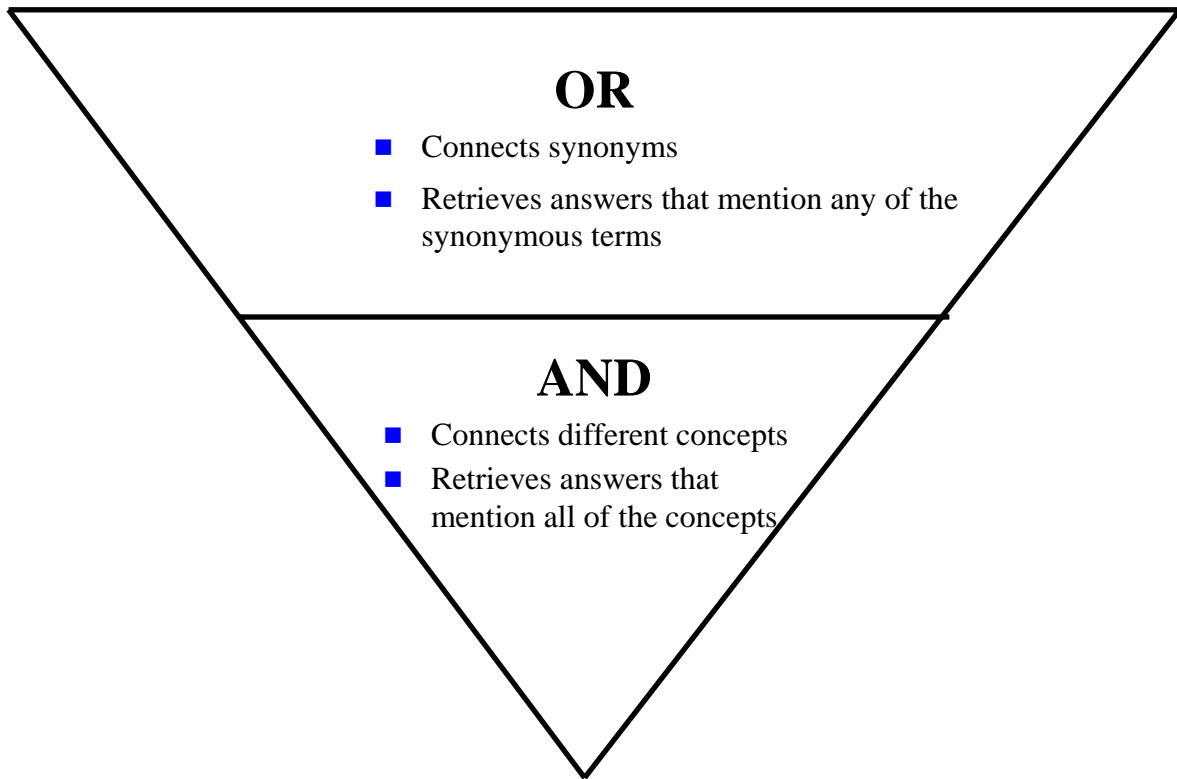 OR
■ Connects synonyms
■ Retrieves answers that mention any of the
synonymous terms
AND
■ Connects different concepts
■ Retrieves answers that
mention all of the concepts